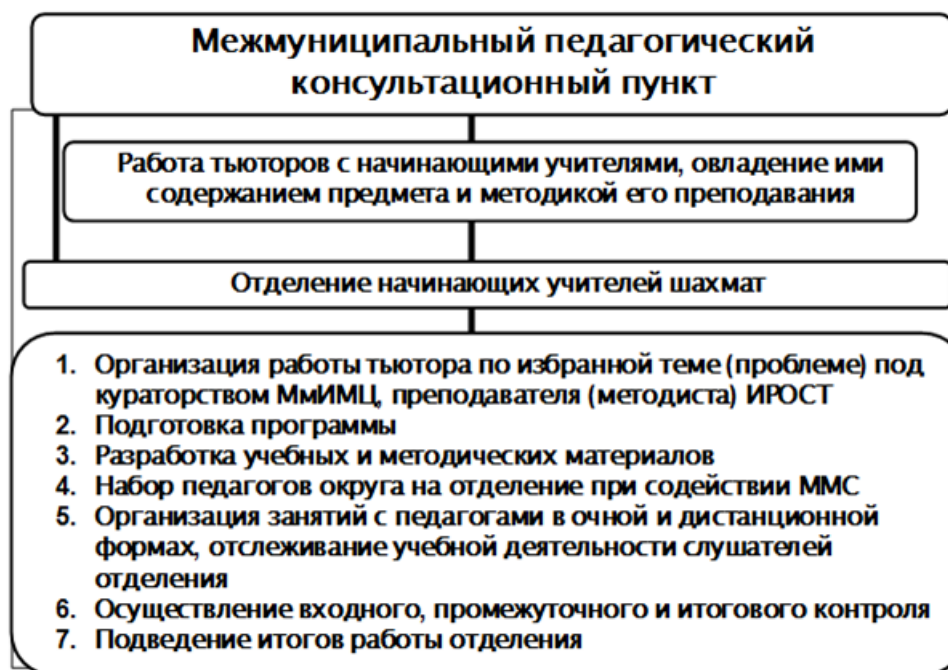 Межмуниципальный педагогический
консультационный пункт
Работа тьюторов с начинающими учителями, овладение ими
содержанием предмета и методикой его преподавания
Отделение начинающих учителей шахмат
1. Организация работы тьютора по избранной теме (проблеме) под
кураторством МмИМЦ, преподавателя (методиста) ИРОСТ
2. Подготовка программы
3. Разработка учебных и методических материалов
4. Набор педагогов округа на отделение при содействии ММС
5. Организация занятий с педагогами в очной и дистанционной
формах, отслеживание учебной деятельности слушателей
отделения
6. Осуществление входного, промежуточного и итогового контроля
7. Подведение итогов работы отделения